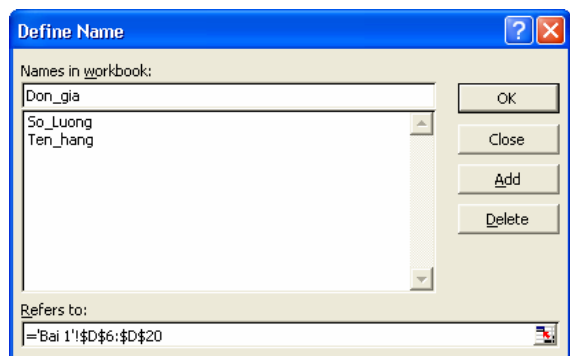 Define Name
Names in workbook:
Don_gia
OK
So_Luong
Ten_hang
Close
Add
Delete
Refers to:
='Bai 1'!$D$6:$D$20